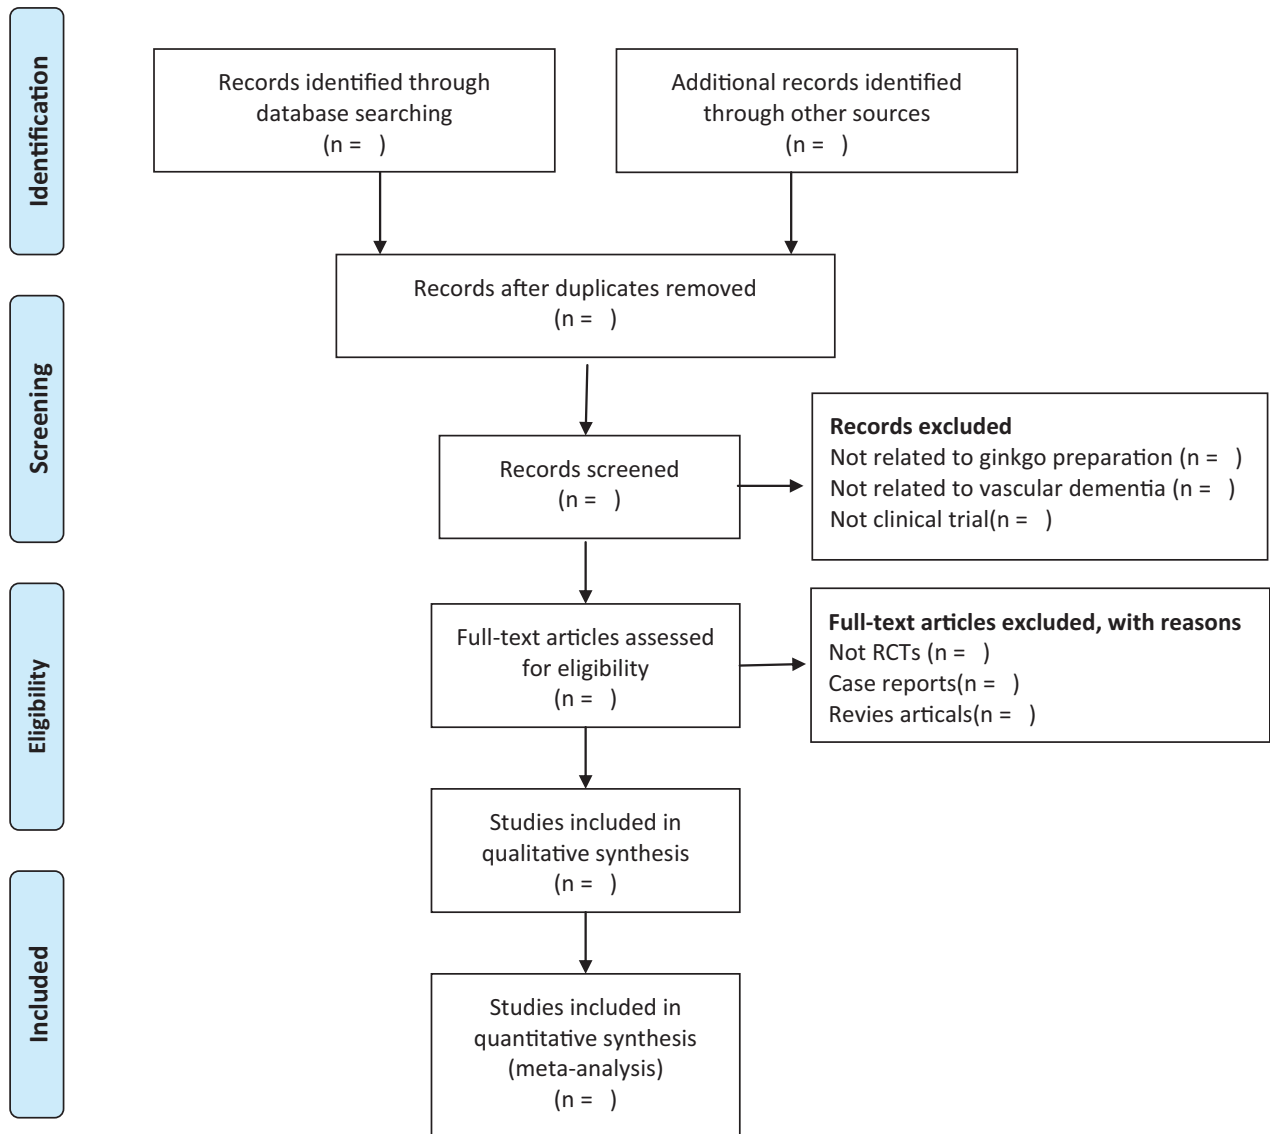 Identification
Records identified through
database searching
(n =   )
Additional records identified
through other sources
(n =   )
Records after duplicates removed
(n =   )
Screening
Records screened
(n =   )
Records excluded
Not related to ginkgo preparation (n =   )
Not related to vascular dementia (n =   )
Not clinical trial(n =   )
Eligibility
Full-text articles assessed
for eligibility
(n =   )
Full-text articles excluded, with reasons
Not RCTs (n =   )
Case reports(n =   )
Revies articals(n =   )
Studies included in
qualitative synthesis
(n =   )
Included
Studies included in
quantitative synthesis
(meta-analysis)
(n =   )